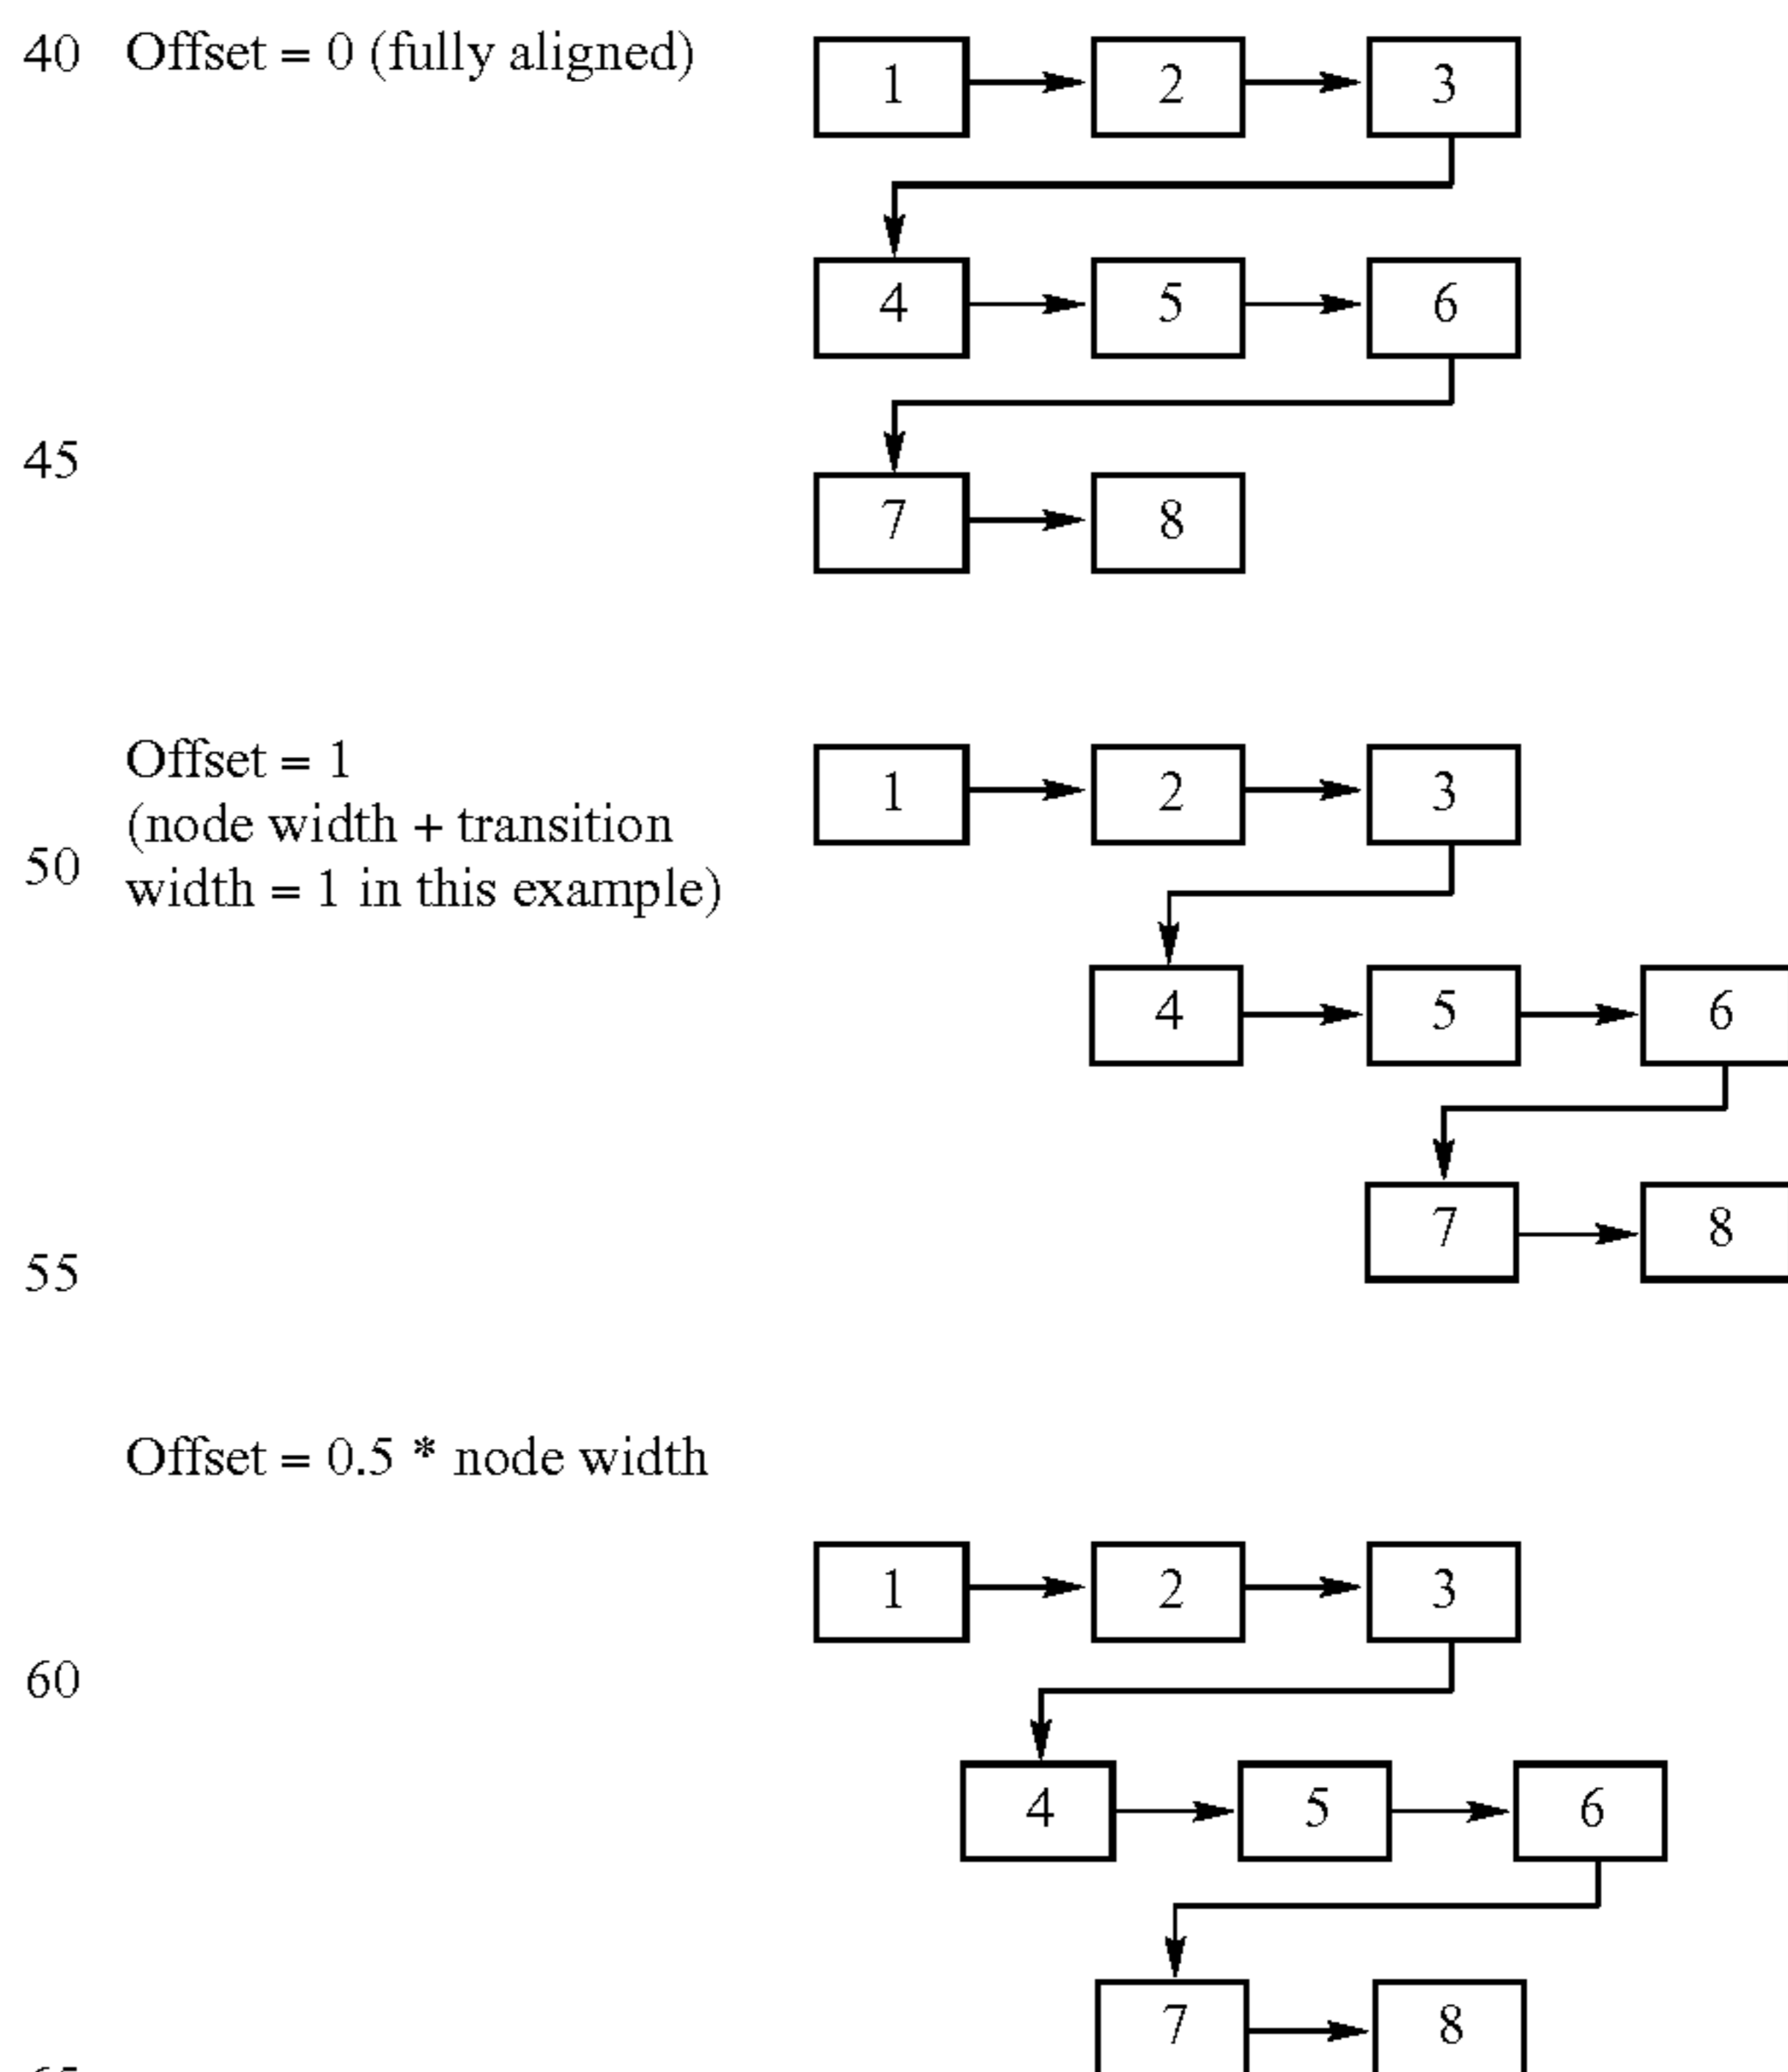 40 Offset = 0 (fully aligned)
1 2 3
4 5 6
45
7 8
Offset = 1
(node width + transition
50 width = 1 in this example)
1 2 3
4 5 6
7 8
55
Offset = 0.5 * node width
1 2 3
60
4 5 6
7 8